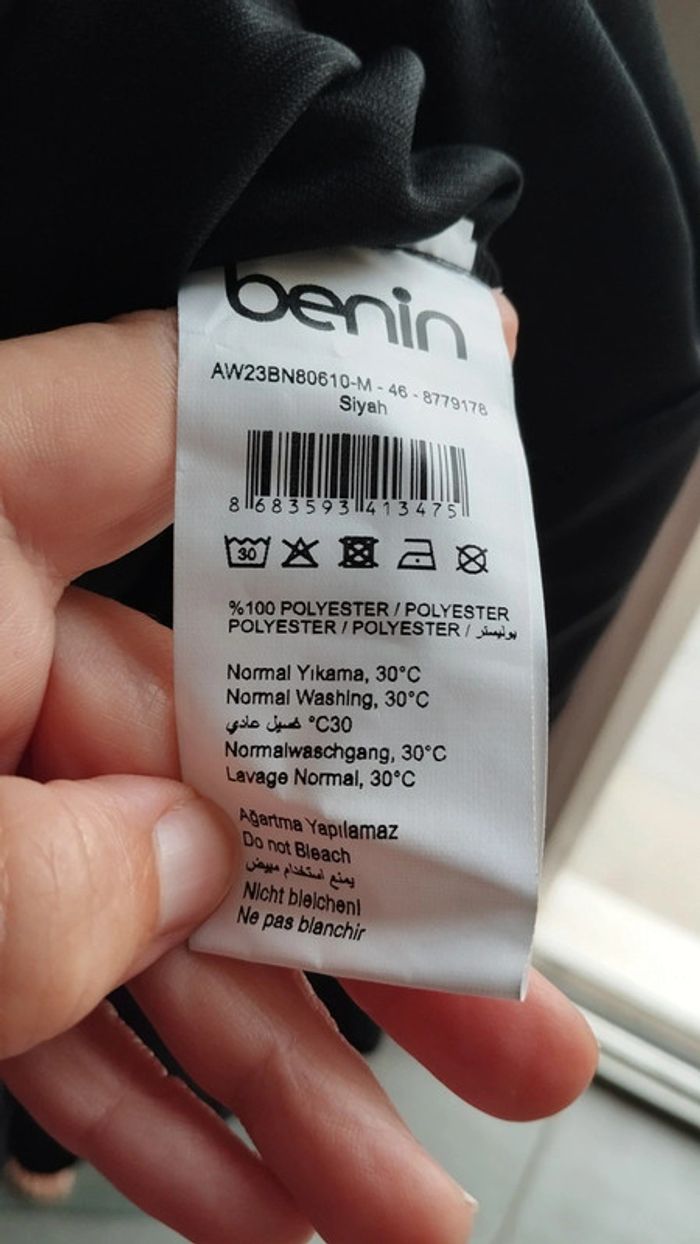 benin
AW23BN80610-M - 46 - 8779178
Siyah
8 683593 413475
30
%100 POLYESTER / POLYESTER
POLYESTER / POLYESTER / بوليستر
Normal Yıkama, 30°C
Normal Washing, 30°C
غسيل عادي °C30
Normalwaschgang, 30°C
Lavage Normal, 30°C
Ağartma Yapılamaz
Do not Bleach
يمنع استخدام مبيض
Nicht bleichen!
Ne pas blanchir